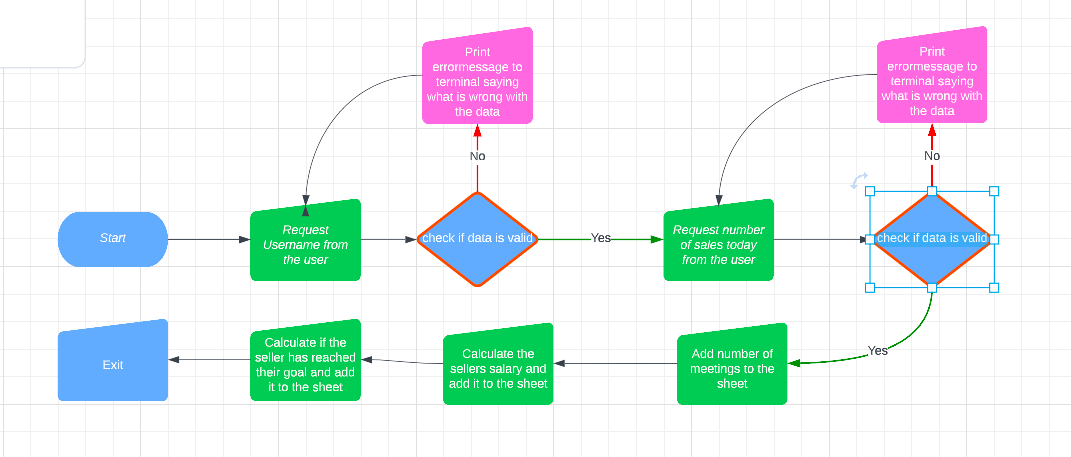 Print
errormessage to
terminal saying
what is wrong with
the data
Print
errormessage to
terminal saying
what is wrong with
the data
No
No
Start
Request
Username from
the user
check if data is valid
Yes
Request number
of sales today
from the user
check if data is valid
Yes
Exit
Calculate if the
seller has reached
their goal and add
it to the sheet
Calculate the
sellers salary and
add it to the sheet
Add number of
meetings to the
sheet